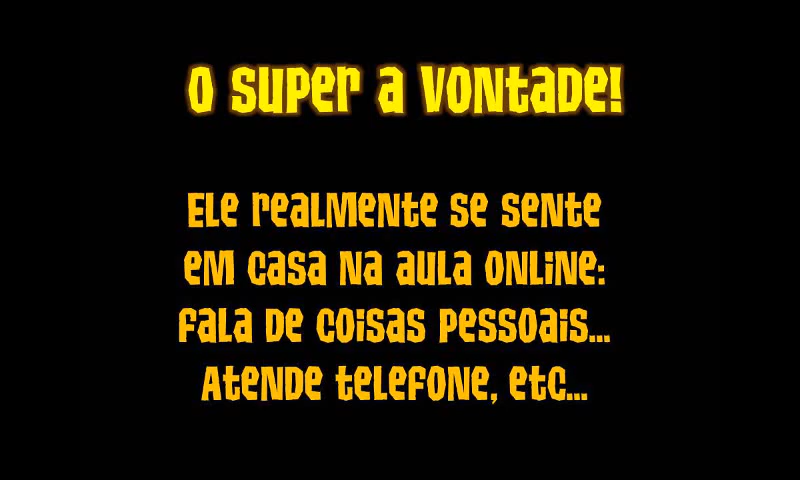 O super a vontade!
Ele realmente se sente
em casa na aula online:
fala de coisas pessoais...
Atende telefone, etc...